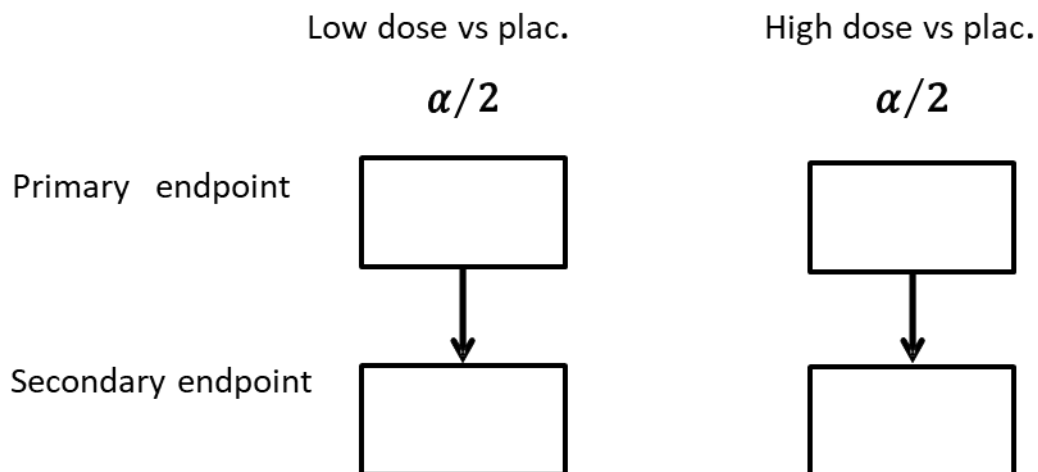 Low dose vs plac.
High dose vs plac.
α/2
α/2
Primary endpoint
Secondary endpoint